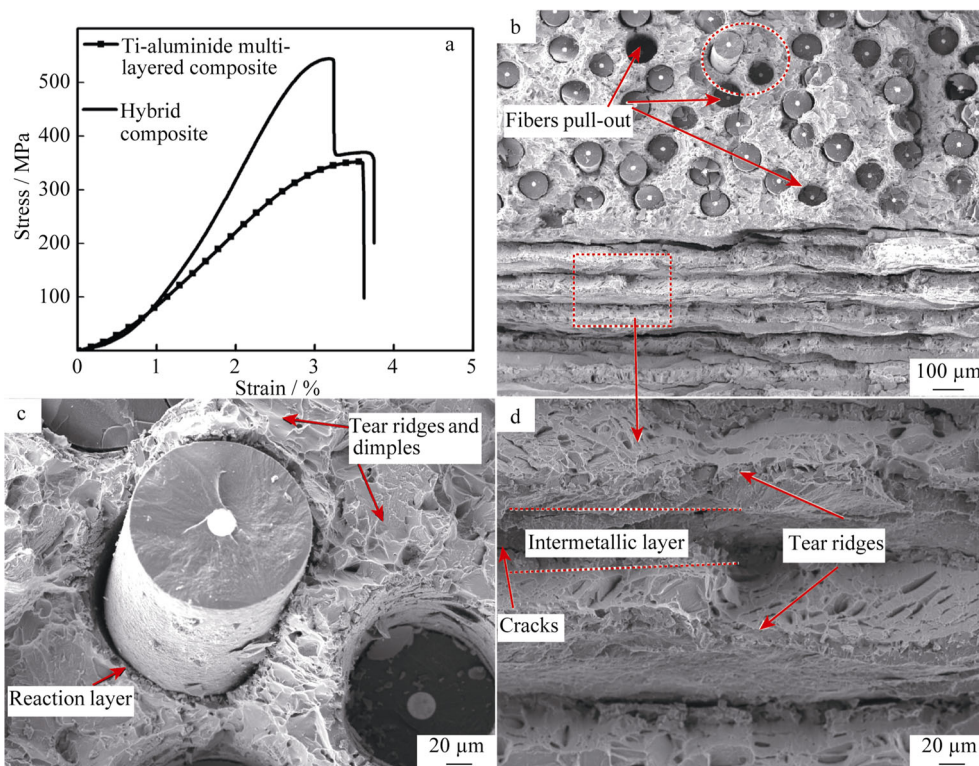 a
Ti-aluminide multi-
layered composite
Hybrid
composite
500
400
300
200
100
Stress / MPa
0
1
2
3
4
5
Strain / %
b
Fibers pull-out
100 µm
c
Tear ridges and
dimples
Reaction layer
20 µm
d
Intermetallic layer
Tear ridges
Cracks
20 µm